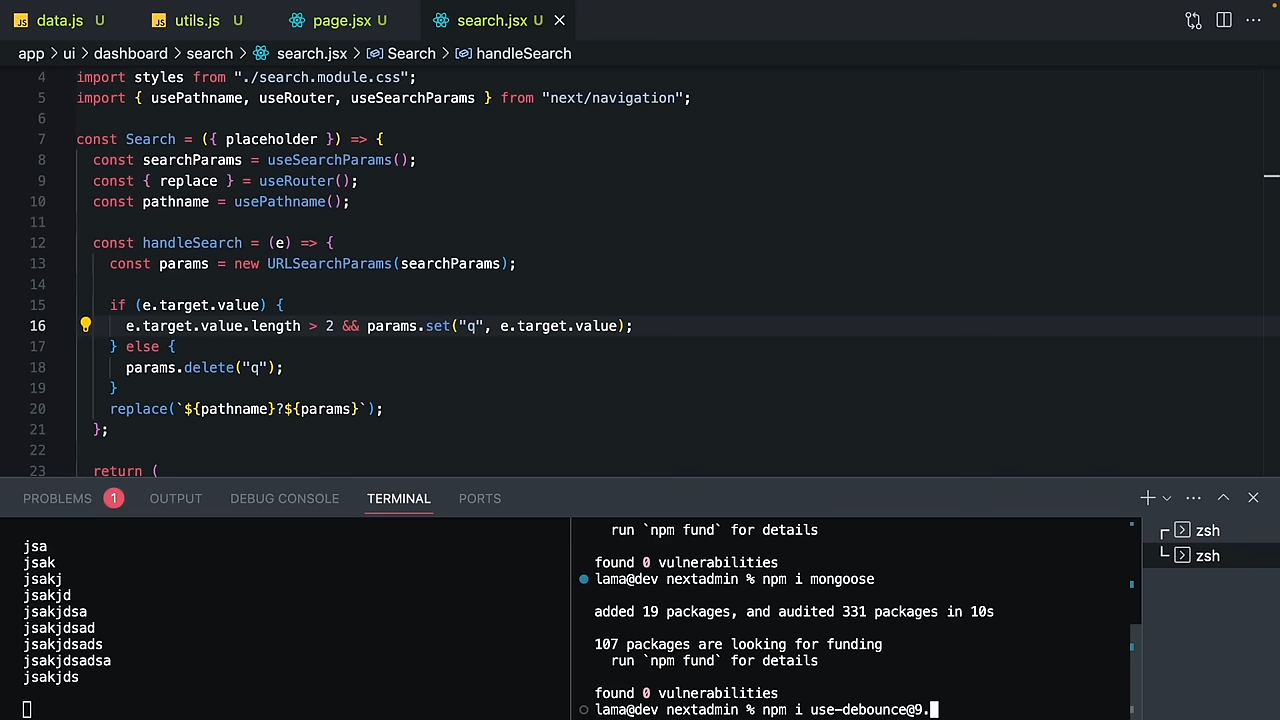 JS data.js U JS utils.js U page.jsx U search.jsx U
app > ui > dashboard > search > search.jsx > Search > handleSearch
4 import styles from "./search.module.css";
5 import { usePathname, useRouter, useSearchParams } from "next/navigation";
6
7 const Search = ({ placeholder }) => {
8 const searchParams = useSearchParams();
9 const { replace } = useRouter();
10 const pathname = usePathname();
11
12 const handleSearch = (e) => {
13 const params = new URLSearchParams(searchParams);
14
15 if (e.target.value) {
16 e.target.value.length > 2 && params.set("q", e.target.value);
17 } else {
18 params.delete("q");
19 }
20 replace(`${pathname}?${params}`);
21 };
22
23 return (
PROBLEMS 1 OUTPUT DEBUG CONSOLE TERMINAL PORTS
jsa
jsak
jsakj
jsakjd
jsakjdsa
jsakjdsad
jsakjdsads
jsakjdsadsa
jsakjds
run `npm fund` for details
found 0 vulnerabilities
lama@dev nextadmin % npm i mongoose
added 19 packages, and audited 331 packages in 10s
107 packages are looking for funding
run `npm fund` for details
found 0 vulnerabilities
lama@dev nextadmin % npm i use-debounce@9.
zsh
zsh